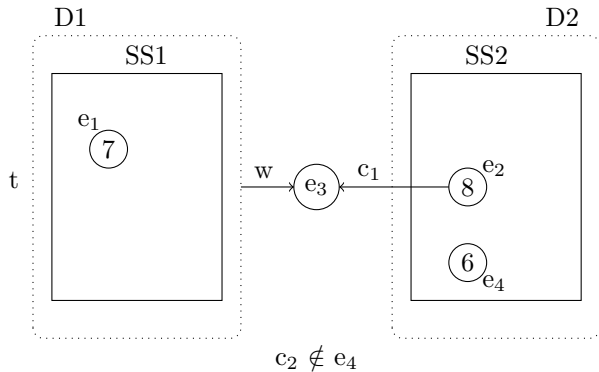 D1 D2
SS1 SS2
e₁
7
w c₁ e₂
t e₃ 8
6
e₄
c₂ ∉ e₄